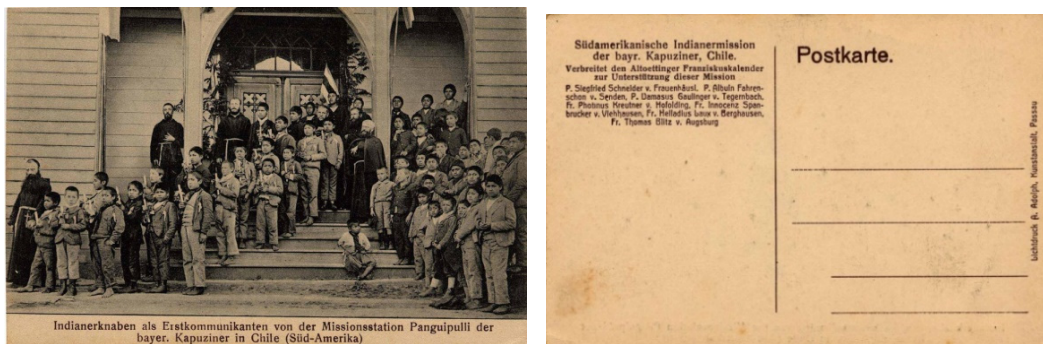 Indianerknaben als Erstkommunikanten von der Missionsstation Panguipulli der
bayer. Kapuziner in Chile (Süd-Amerika)
Südamerikanische Indianermission
der bayr. Kapuziner, Chile.
Verbreitet den Altoettinger Franziskuskalender
zur Unterstützung dieser Mission
P. Siegfried Schneider v. Frauenhäusl. P. Albuin Fahren-
schon v. Senden, P. Damasus Gaulinger v. Tegernbach,
Fr. Photinus Kreutner v. Hofolding, Fr. Innocenz Span-
brucker v. Viehhausen, Fr. Helladius Laux v. Berghausen,
Fr. Thomas Blitz v. Augsburg
Postkarte.
Lichtdruck A. Adolph, Kunstanstalt, Passau